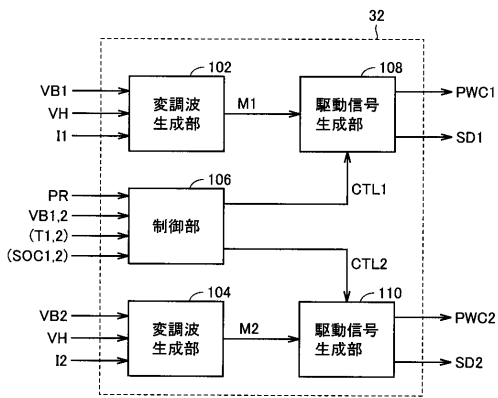 32
102
108
VB1
VH
I1
変調波
生成部
M1
駆動信号
生成部
PWC1
SD1
106
CTL1
PR
VB1,2
(T1,2)
(SOC1,2)
制御部
CTL2
104
110
VB2
VH
I2
変調波
生成部
M2
駆動信号
生成部
PWC2
SD2